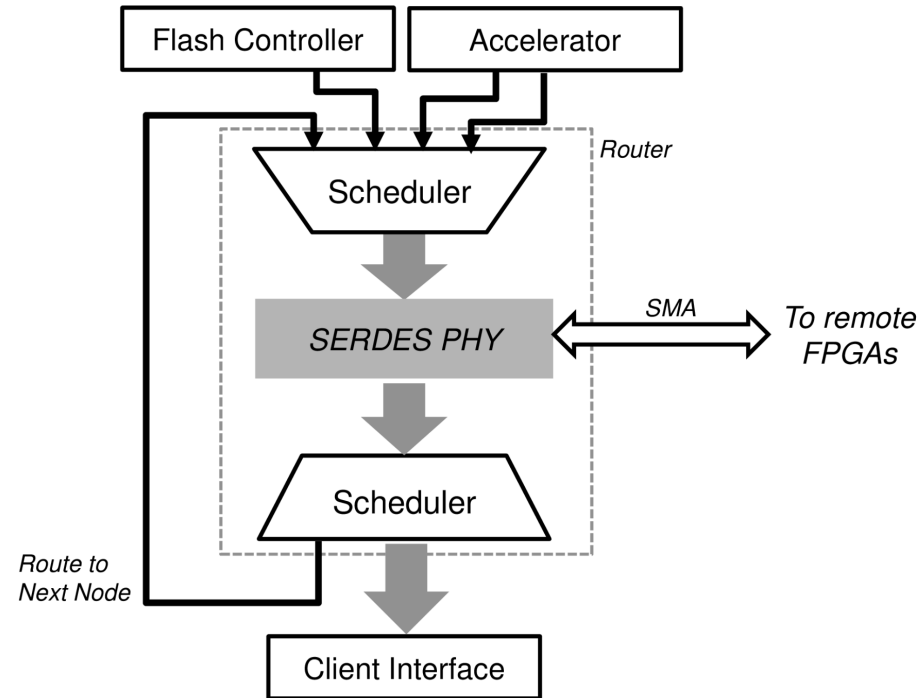 Flash Controller
Accelerator
Router
Scheduler
SERDES PHY
SMA
To remote
FPGAs
Scheduler
Route to
Next Node
Client Interface